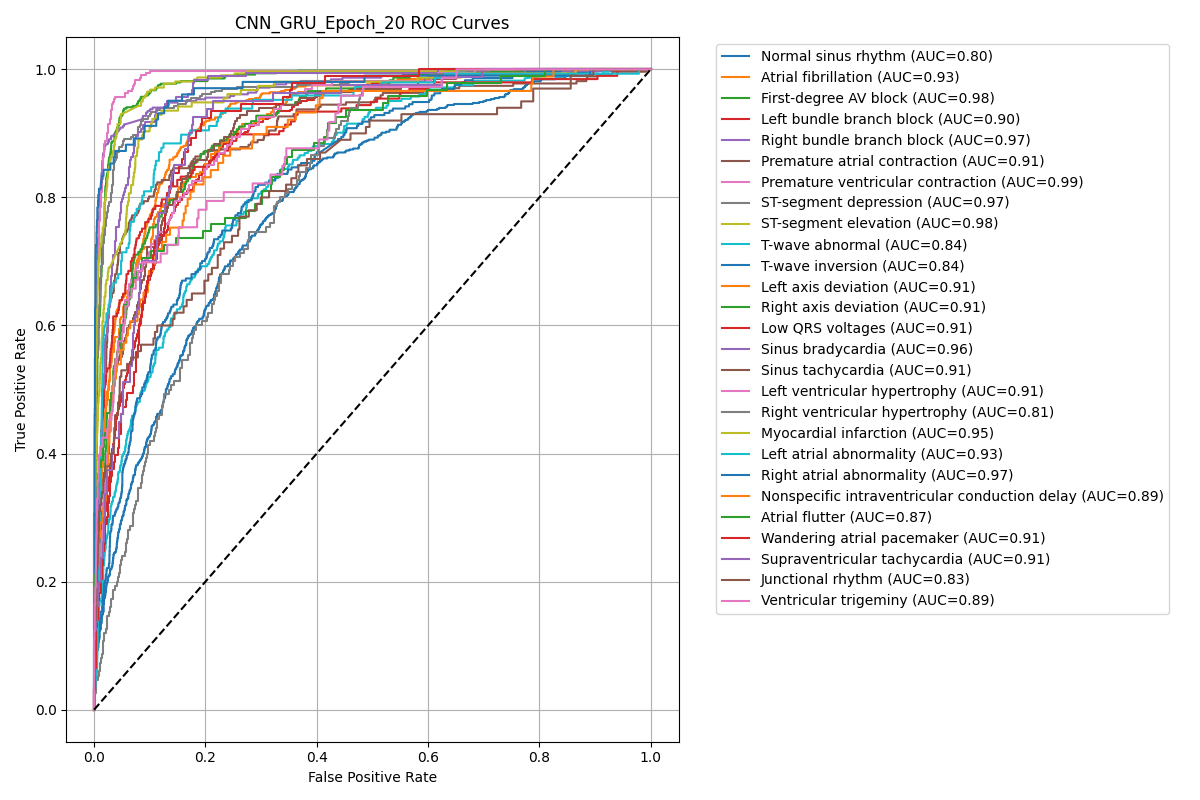 CNN_GRU_Epoch_20 ROC Curves
True Positive Rate
1.0
0.8
0.6
0.4
0.2
0.0
0.0 0.2 0.4 0.6 0.8 1.0
False Positive Rate
Normal sinus rhythm (AUC=0.80)
Atrial fibrillation (AUC=0.93)
First-degree AV block (AUC=0.98)
Left bundle branch block (AUC=0.90)
Right bundle branch block (AUC=0.97)
Premature atrial contraction (AUC=0.91)
Premature ventricular contraction (AUC=0.99)
ST-segment depression (AUC=0.97)
ST-segment elevation (AUC=0.98)
T-wave abnormal (AUC=0.84)
T-wave inversion (AUC=0.84)
Left axis deviation (AUC=0.91)
Right axis deviation (AUC=0.91)
Low QRS voltages (AUC=0.91)
Sinus bradycardia (AUC=0.96)
Sinus tachycardia (AUC=0.91)
Left ventricular hypertrophy (AUC=0.91)
Right ventricular hypertrophy (AUC=0.81)
Myocardial infarction (AUC=0.95)
Left atrial abnormality (AUC=0.93)
Right atrial abnormality (AUC=0.97)
Nonspecific intraventricular conduction delay (AUC=0.89)
Atrial flutter (AUC=0.87)
Wandering atrial pacemaker (AUC=0.91)
Supraventricular tachycardia (AUC=0.91)
Junctional rhythm (AUC=0.83)
Ventricular trigeminy (AUC=0.89)